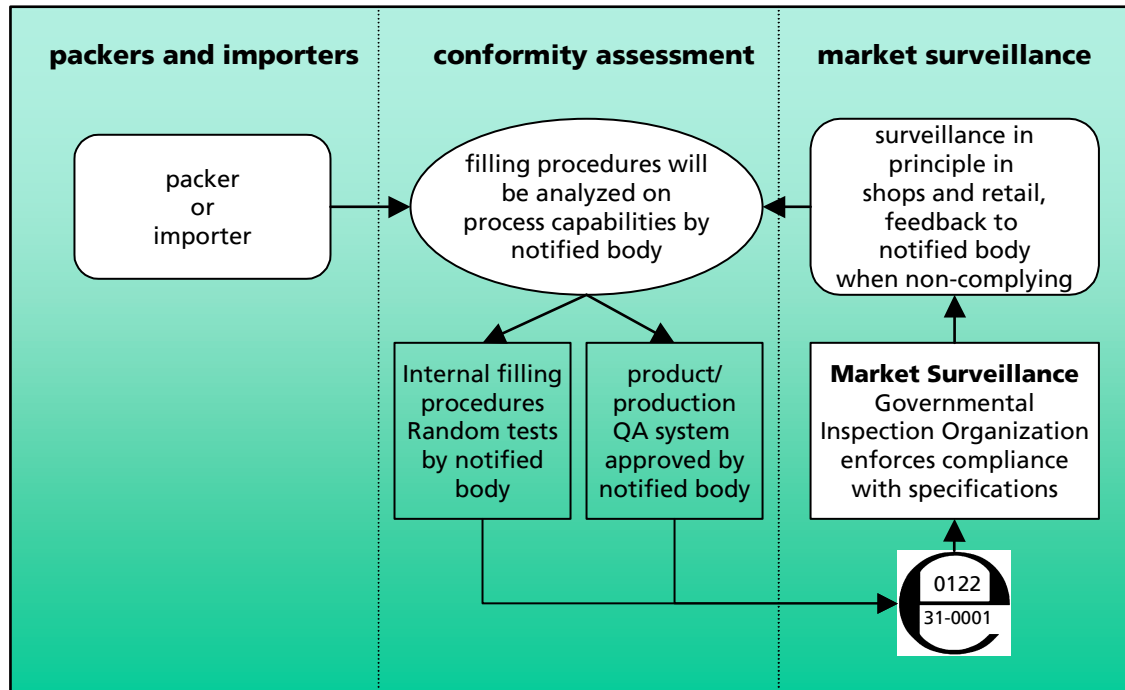 packers and importers
conformity assessment
market surveillance
packer
or
importer
filling procedures will
be analyzed on
process capabilities by
notified body
surveillance in
principle in
shops and retail,
feedback to
notified body
when non-complying
Internal filling
procedures
Random tests
by notified
body
product/
production
QA system
approved by
notified body
Market Surveillance
Governmental
Inspection Organization
enforces compliance
with specifications
0122
31-0001